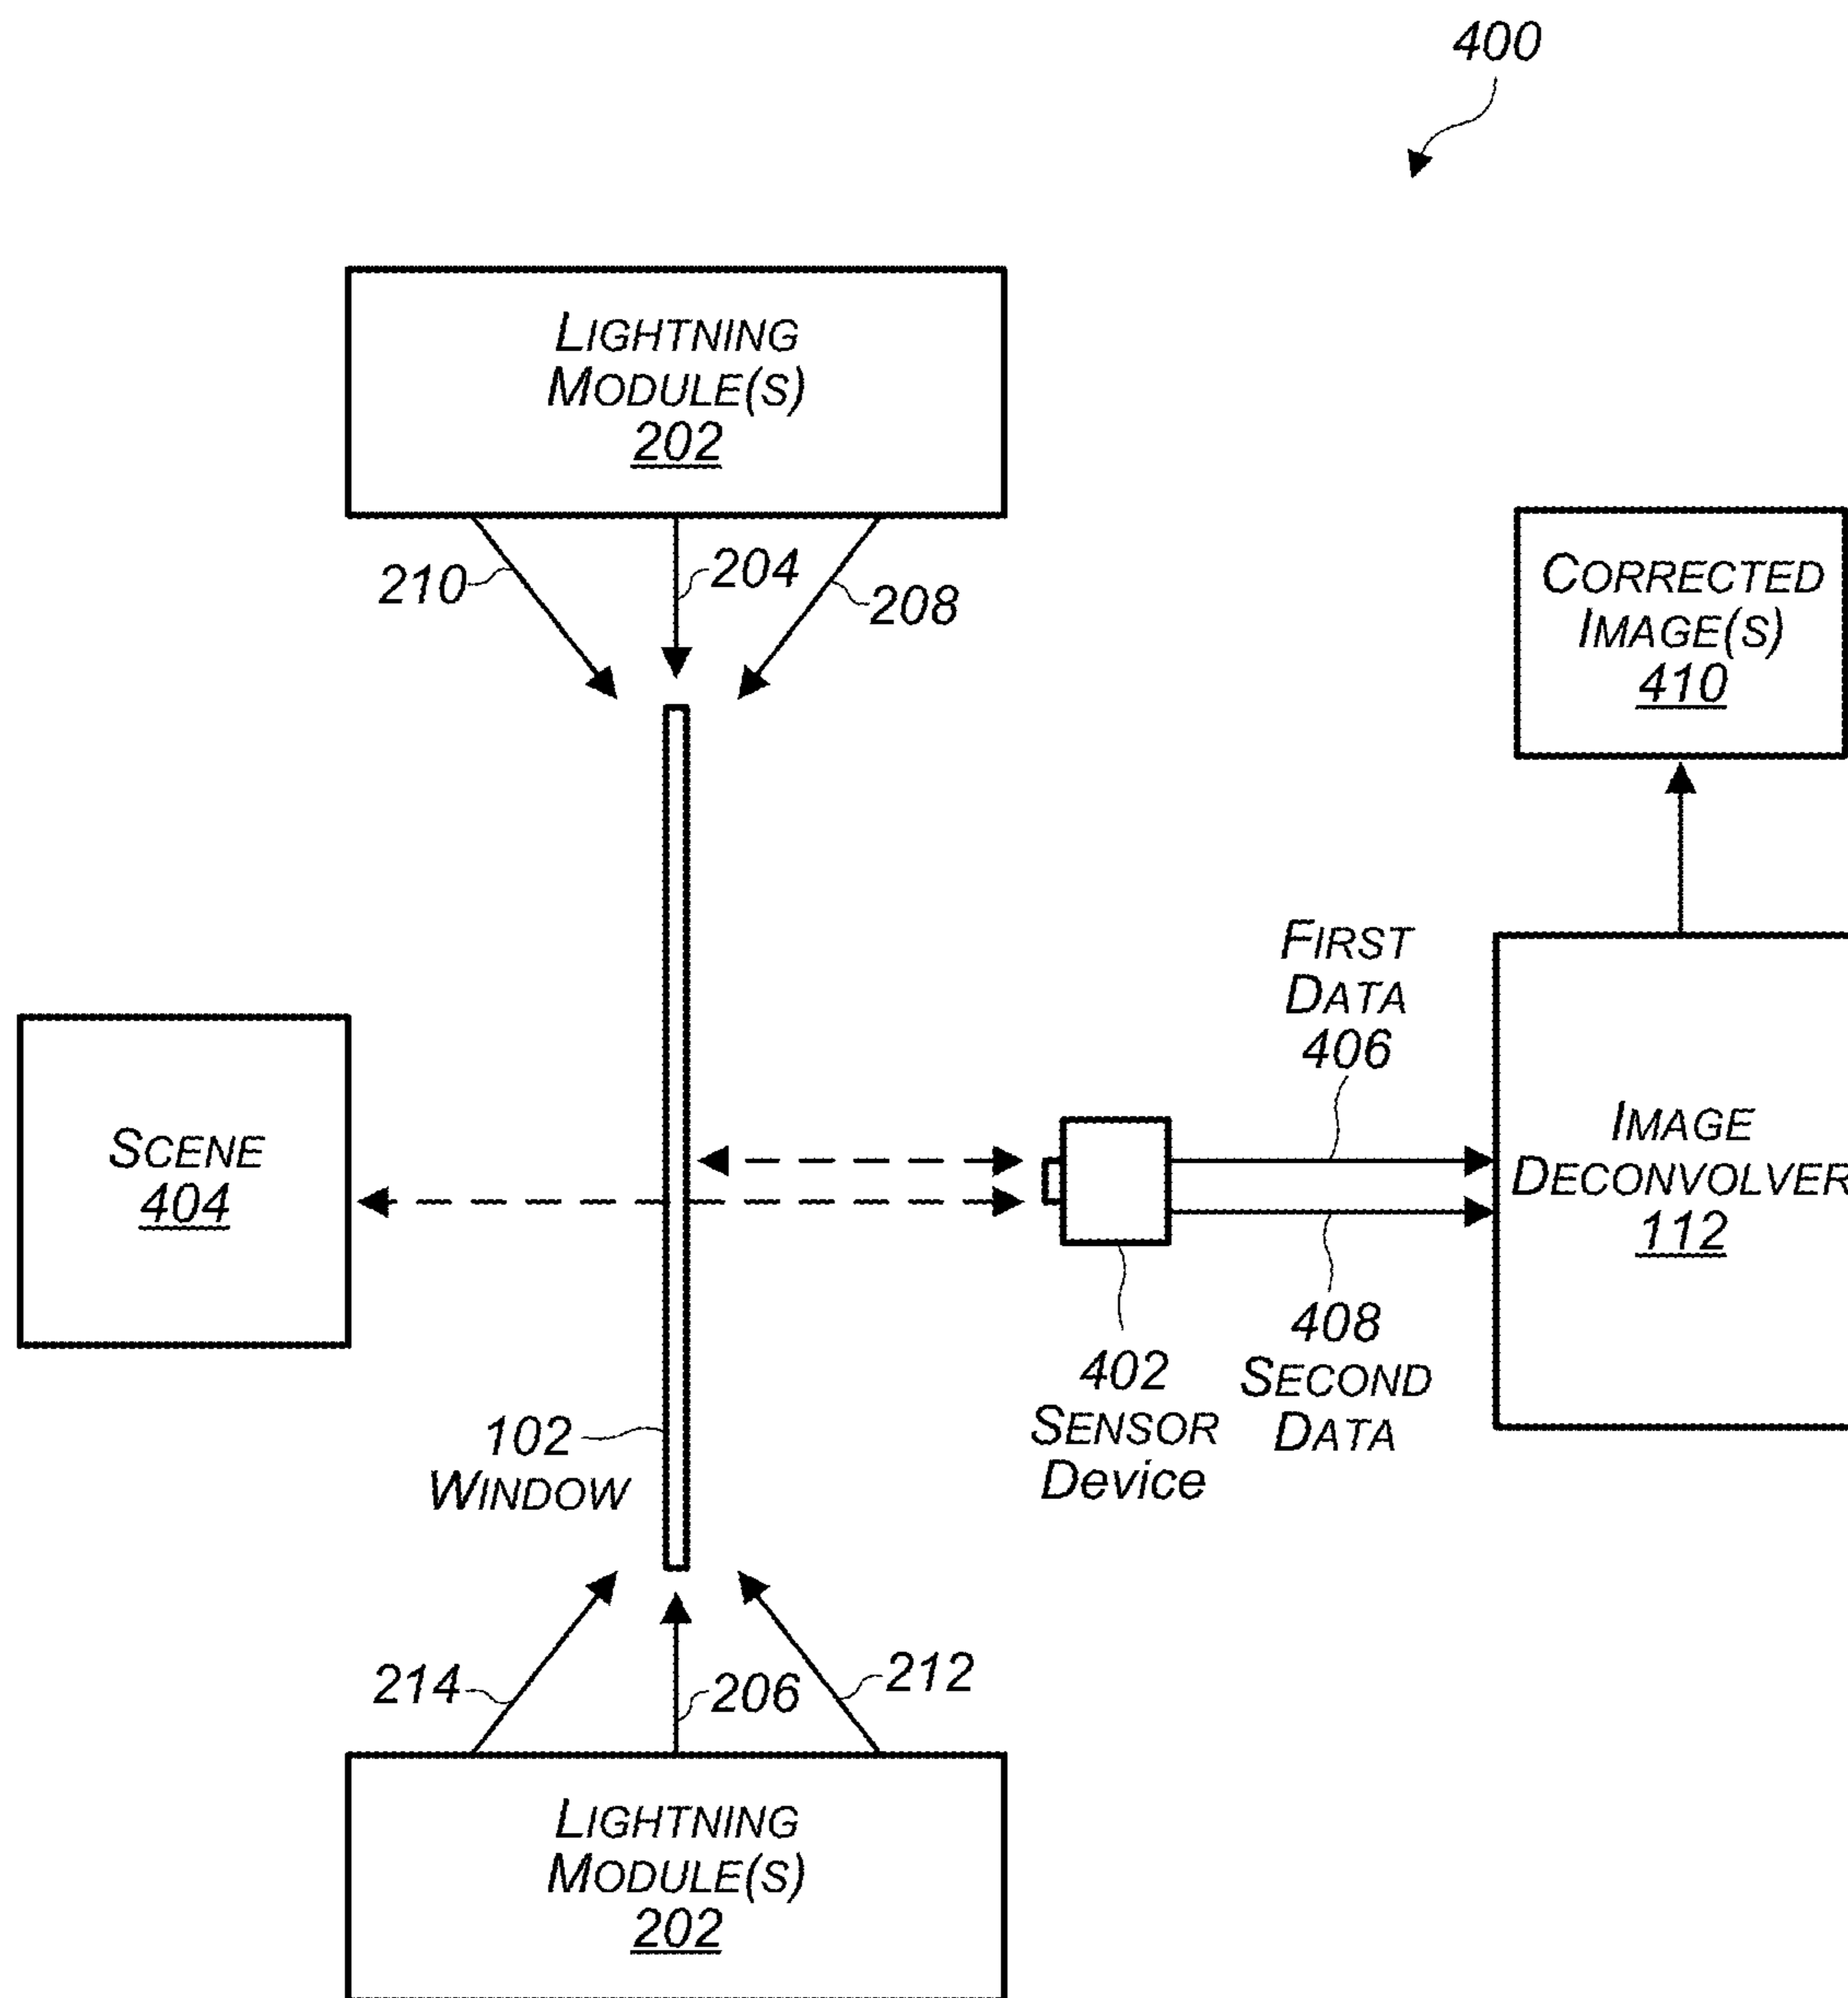 400
LIGHTNING
MODULE(S)
202
210
204
208
CORRECTED
IMAGE(S)
410
FIRST
DATA
406
SCENE
404
IMAGE
DECONVOLVER
112
102
WINDOW
402
SENSOR
Device
408
SECOND
DATA
214
206
212
LIGHTNING
MODULE(S)
202